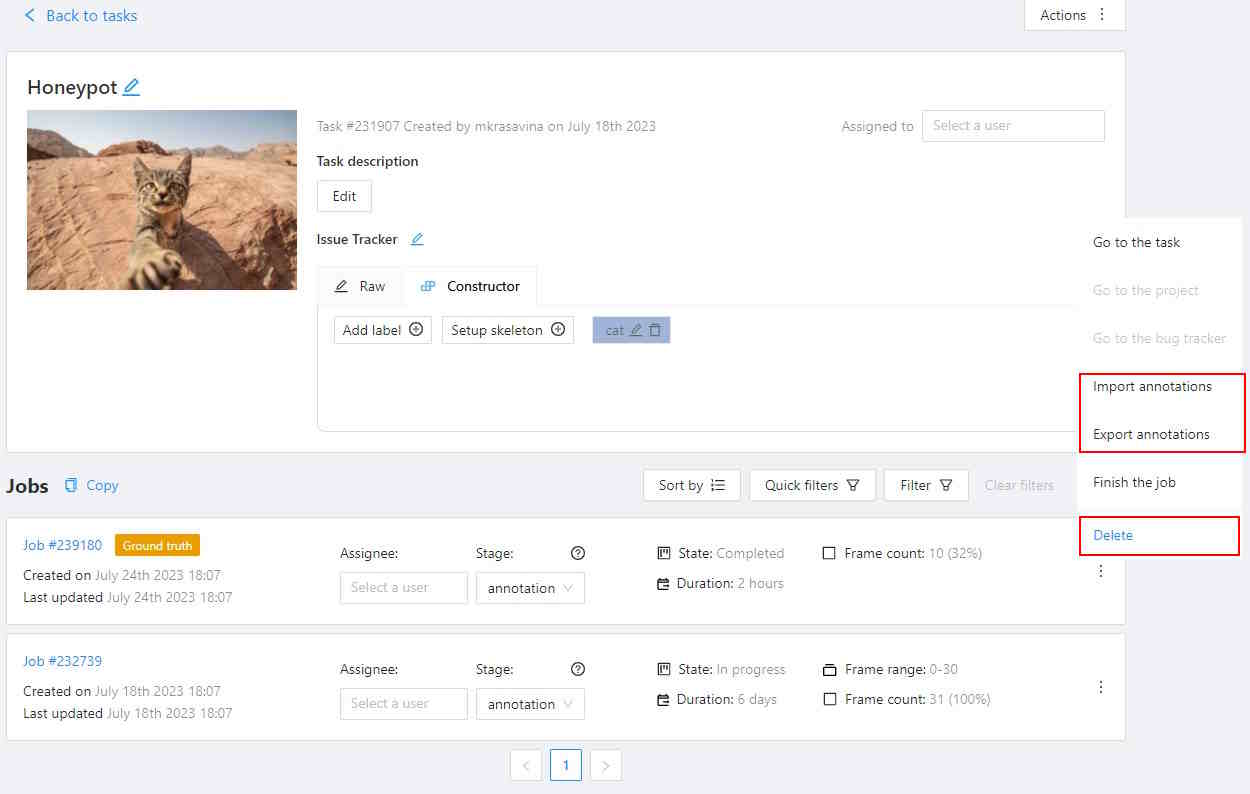 Back to tasks
Actions
Honeypot
Task #231907 Created by mkrasavina on July 18th 2023
Assigned to
Select a user
Task description
Edit
Issue Tracker
Raw
Constructor
Add label
Setup skeleton
cat
Go to the task
Go to the project
Go to the bug tracker
Import annotations
Export annotations
Finish the job
Delete
Jobs
Copy
Sort by
Quick filters
Filter
Clear filters
Job #239180
Ground truth
Created on July 24th 2023 18:07
Last updated July 24th 2023 18:07
Assignee:
Select a user
Stage:
annotation
State: Completed
Duration: 2 hours
Frame count: 10 (32%)
Job #232739
Created on July 18th 2023 18:07
Last updated July 18th 2023 18:07
Assignee:
Select a user
Stage:
annotation
State: In progress
Duration: 6 days
Frame range: 0-30
Frame count: 31 (100%)
1